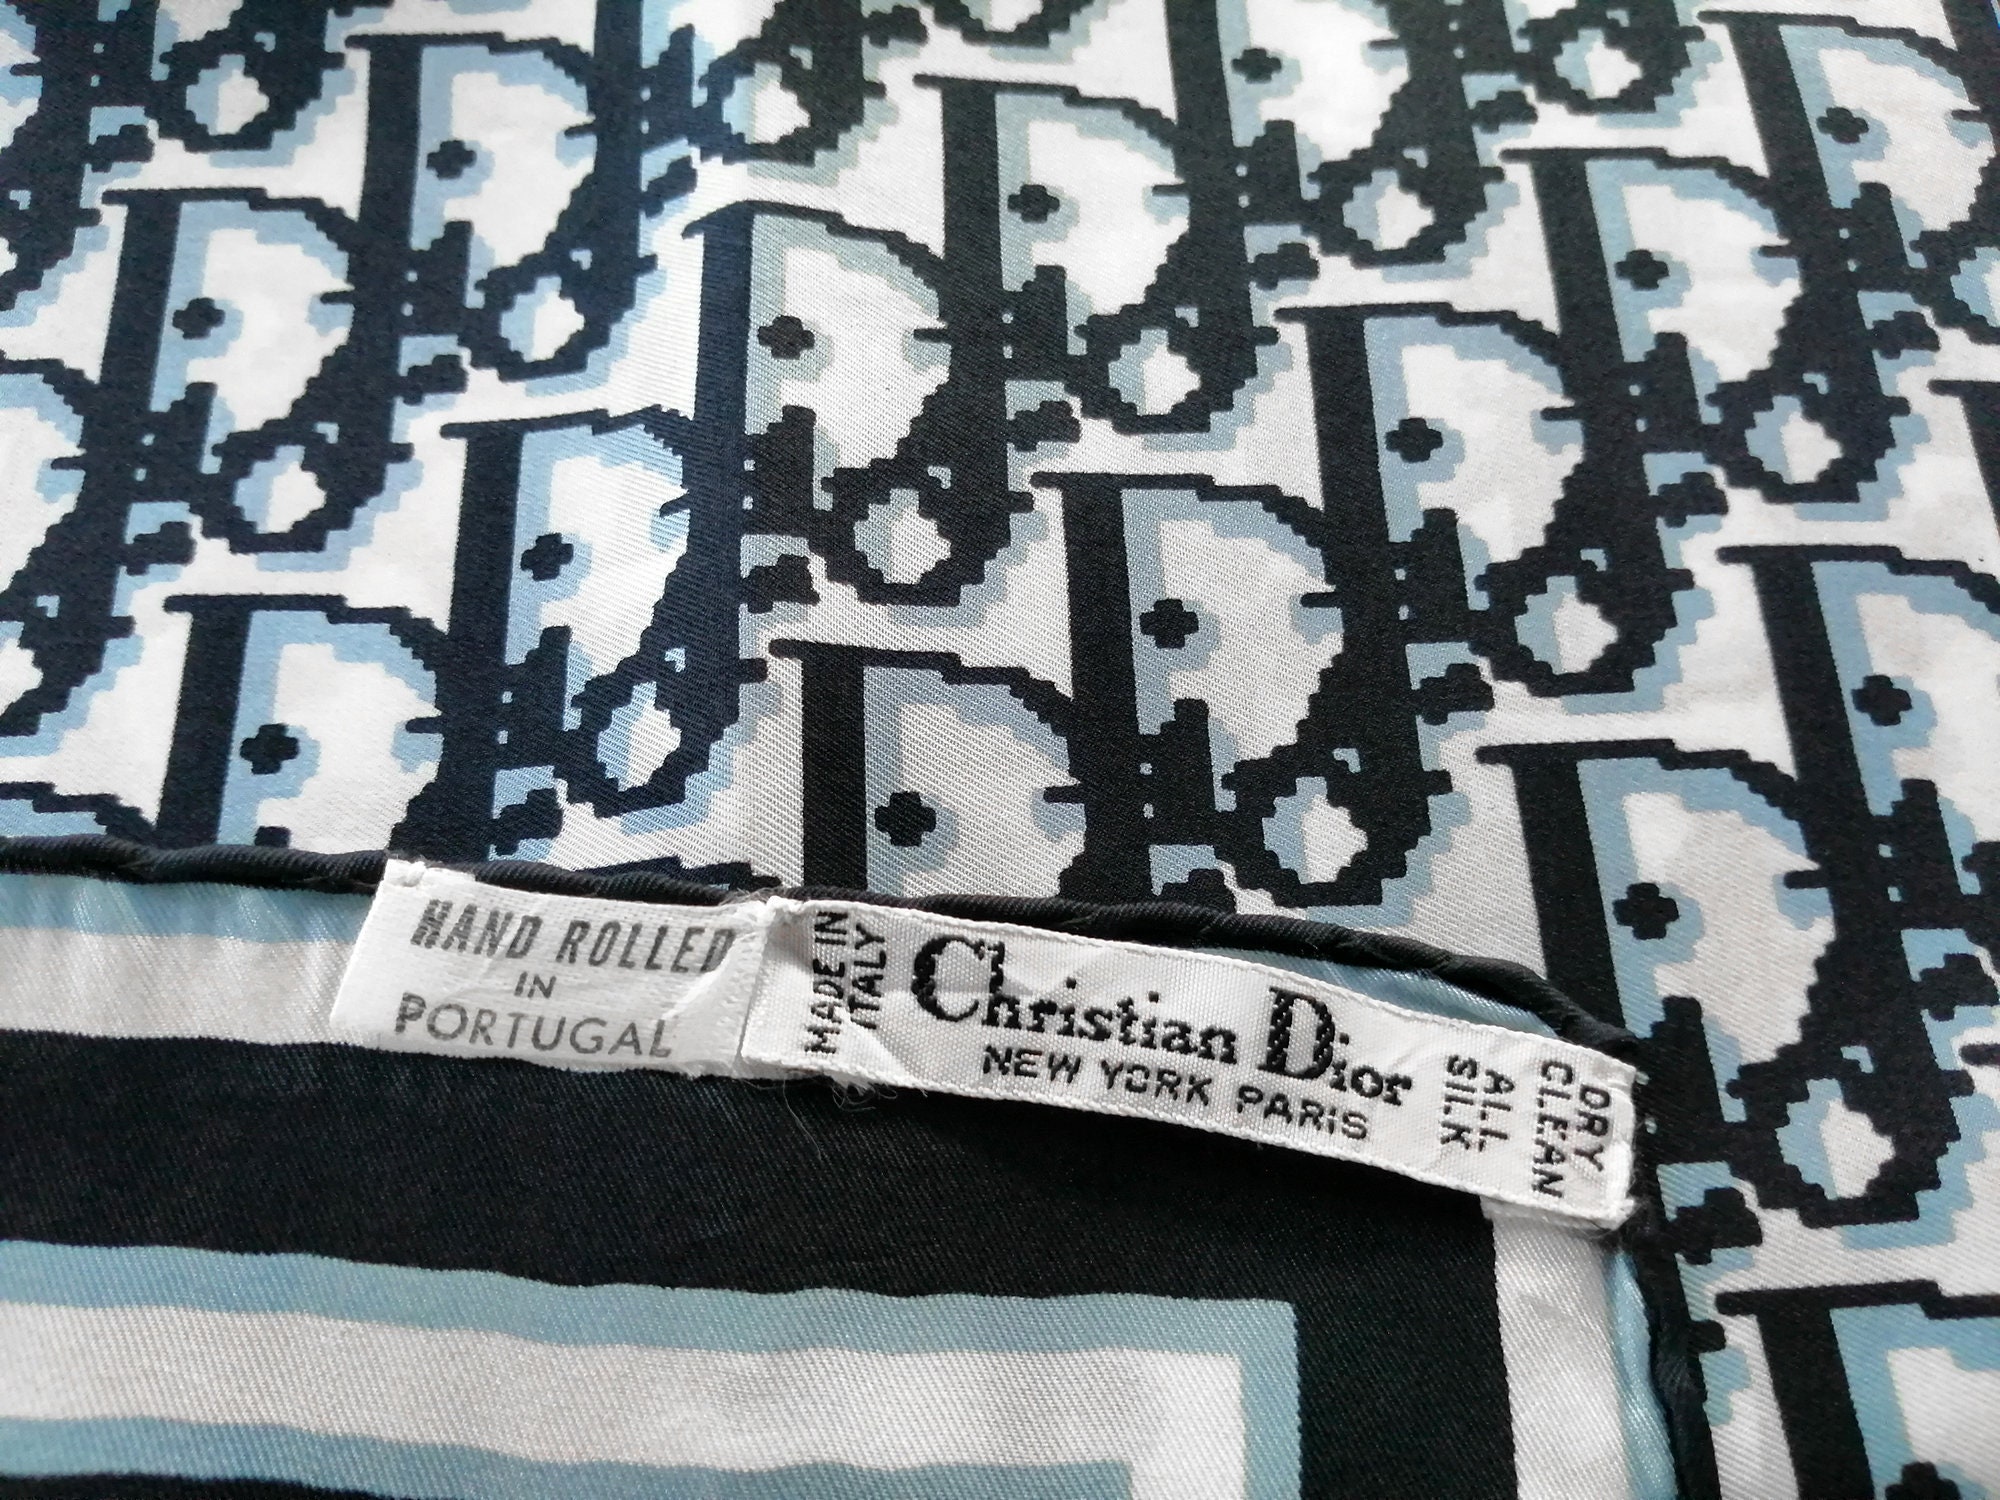 HAND ROLLED
IN
PORTUGAL
MADE IN
ITALY
Christian Dior
NEW YORK PARIS
ALL
SILK
DRY
CLEAN